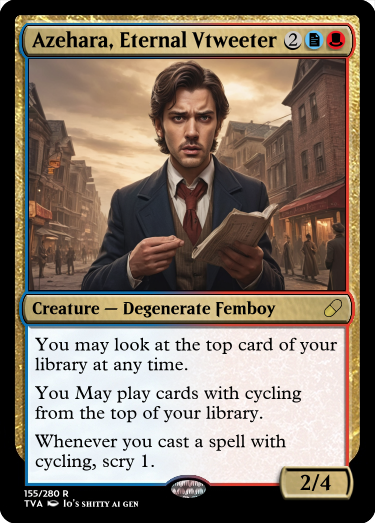 Azehara, Eternal Vtweeter 2
Creature — Degenerate Femboy
You may look at the top card of your
library at any time.
You May play cards with cycling
from the top of your library.
Whenever you cast a spell with
cycling, scry 1.
2/4
155/280 R
TVA Io's shitty ai gen